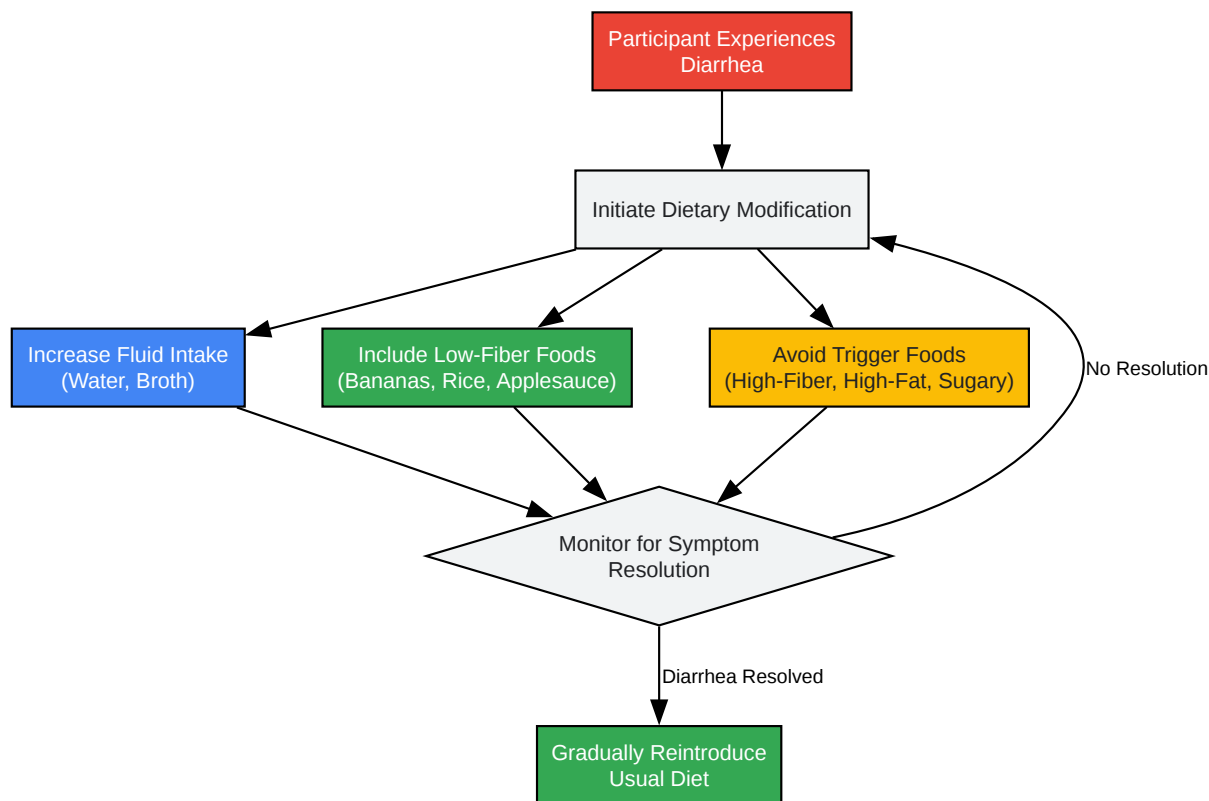 Participant Experiences
Diarrhea
Initiate Dietary Modification
Increase Fluid Intake
(Water, Broth)
Include Low-Fiber Foods
(Bananas, Rice, Applesauce)
Avoid Trigger Foods
(High-Fiber, High-Fat, Sugary)
No Resolution
Monitor for Symptom
Resolution
Diarrhea Resolved
Gradually Reintroduce
Usual Diet